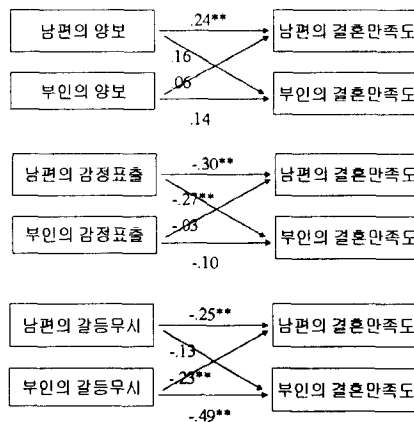 남편의 양보 .24** 남편의 결혼만족도
.16
부인의 양보 .06 부인의 결혼만족도
.14
남편의 감정표출 -.30** 남편의 결혼만족도
-.27**
부인의 감정표출 -.03 부인의 결혼만족도
-.10
남편의 갈등무시 -.25** 남편의 결혼만족도
-.13
부인의 갈등무시 -.23** 부인의 결혼만족도
-.49**